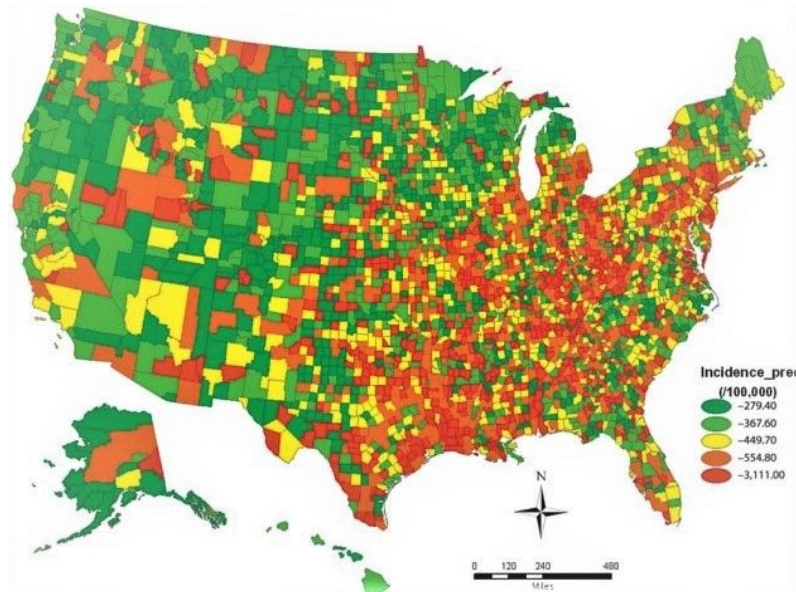 Incidence_prec
(/100,000)
–279.40
–367.60
–449.70
–554.80
–3,111.00
N
0 120 240 480
Miles